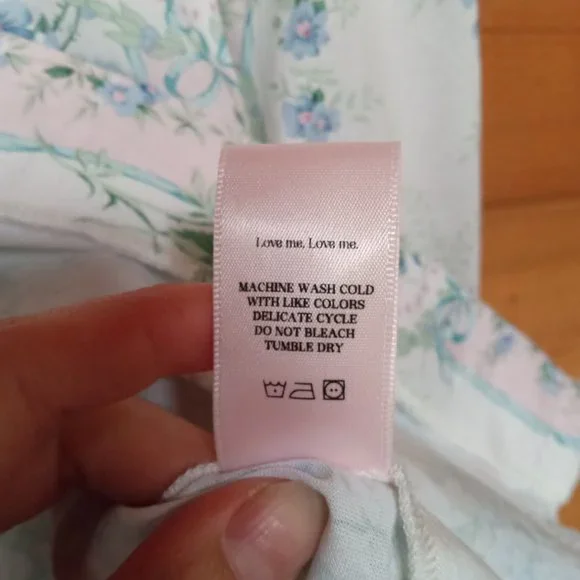 Love me, Love me.
MACHINE WASH COLD
WITH LIKE COLORS
DELICATE CYCLE
DO NOT BLEACH
TUMBLE DRY